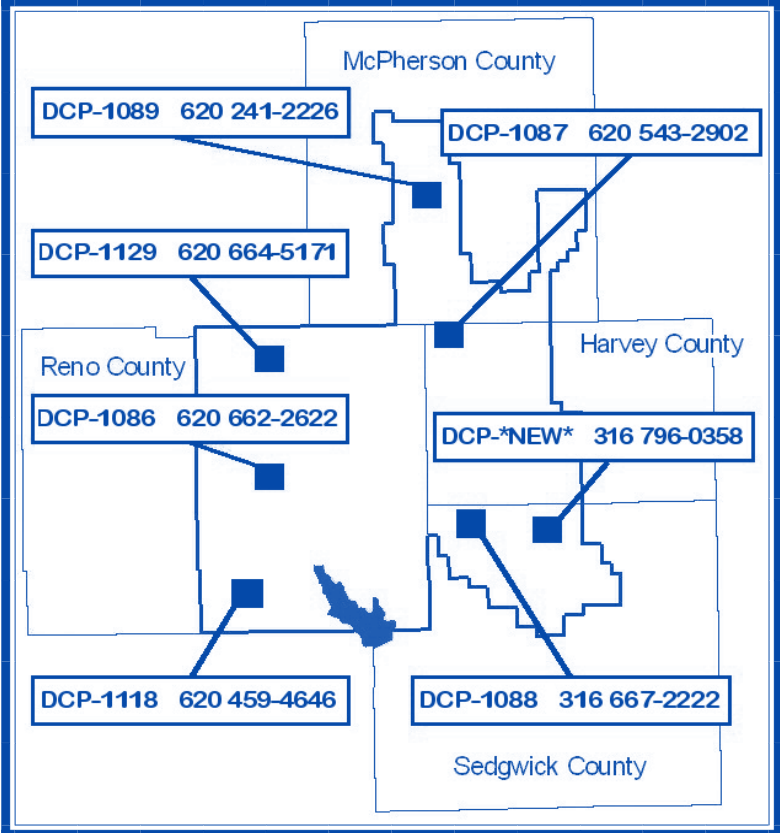 McPherson County
DCP-1089 620 241-2226
DCP-1087 620 543-2902
DCP-1129 620 664-5171
Harvey County
Reno County
DCP-1086 620 662-2622
DCP-*NEW* 316 796-0358
DCP-1118 620 459-4646
DCP-1088 316 667-2222
Sedgwick County